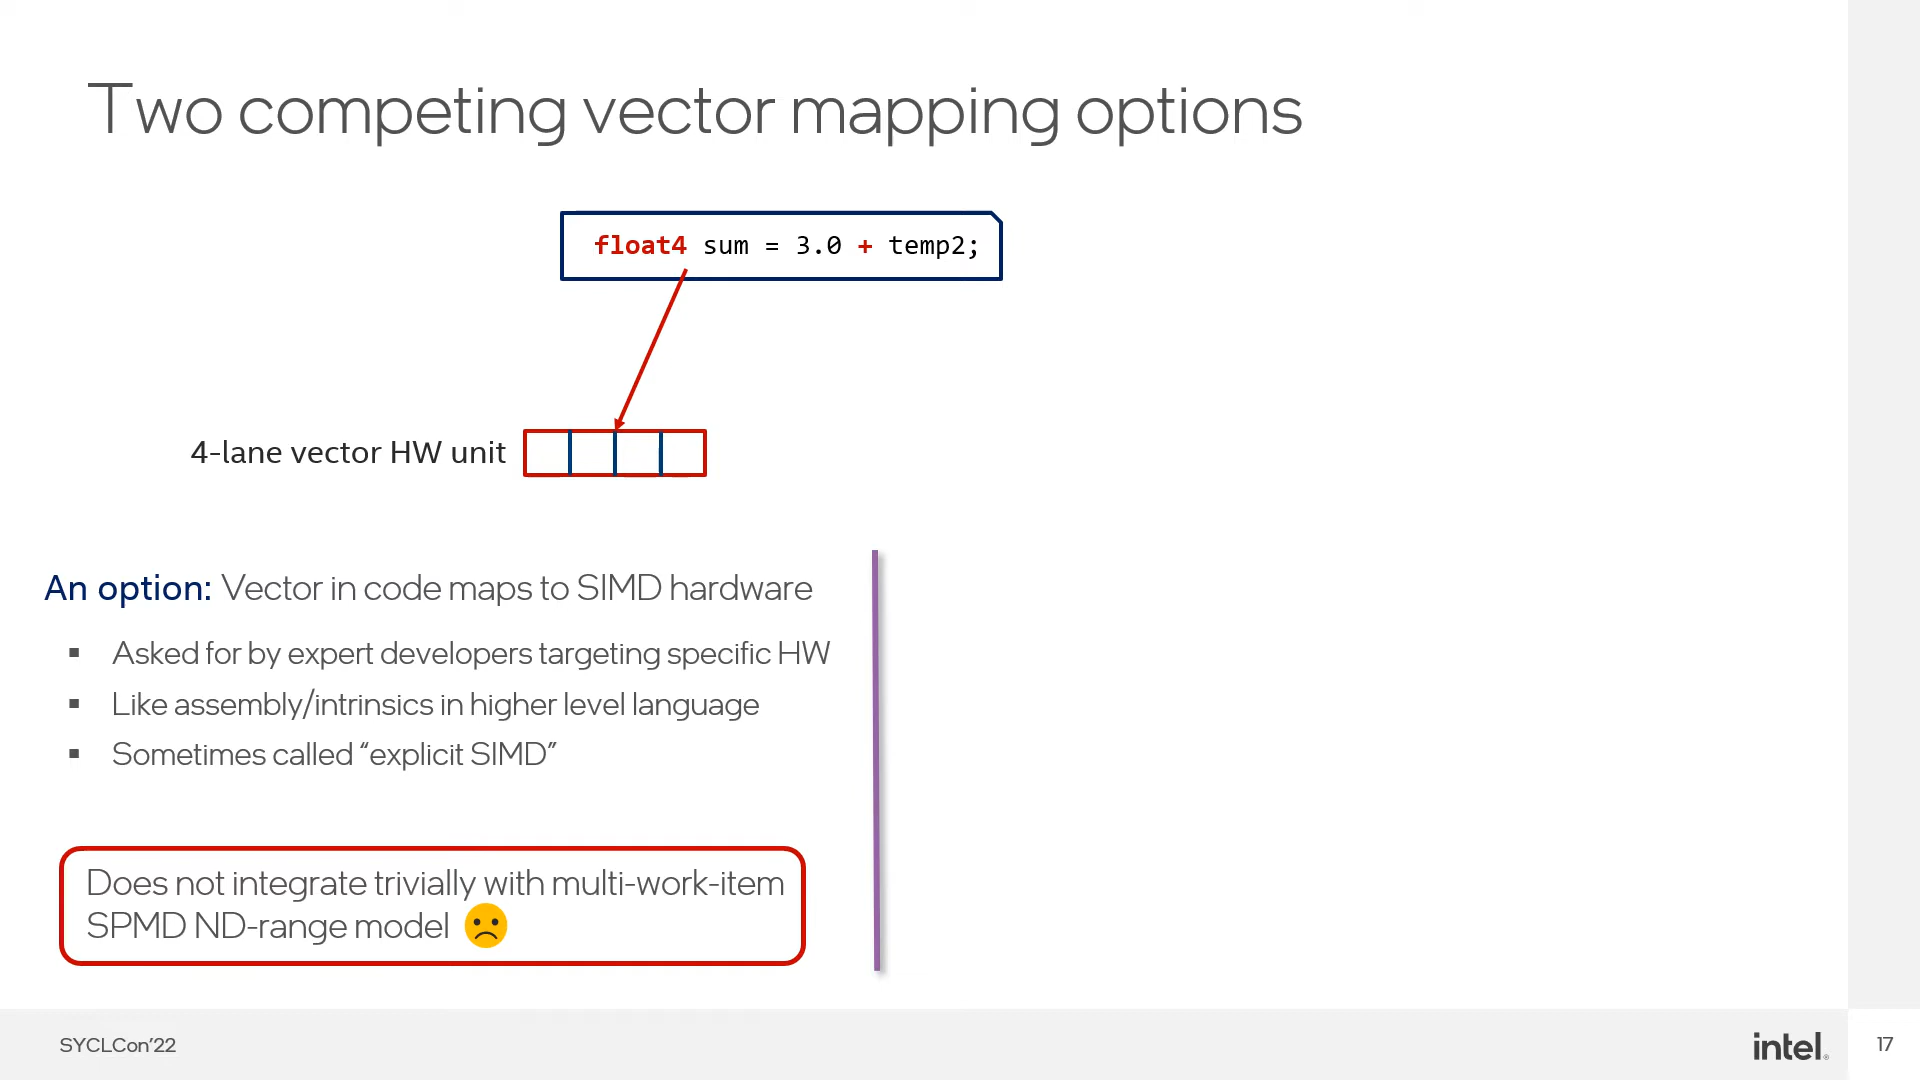 Two competing vector mapping options
float4 sum = 3.0 + temp2;
4-lane vector HW unit
An option: Vector in code maps to SIMD hardware
▪ Asked for by expert developers targeting specific HW
▪ Like assembly/intrinsics in higher level language
▪ Sometimes called “explicit SIMD”
Does not integrate trivially with multi-work-item
SPMD ND-range model
SYCLCon’22
intel®
17